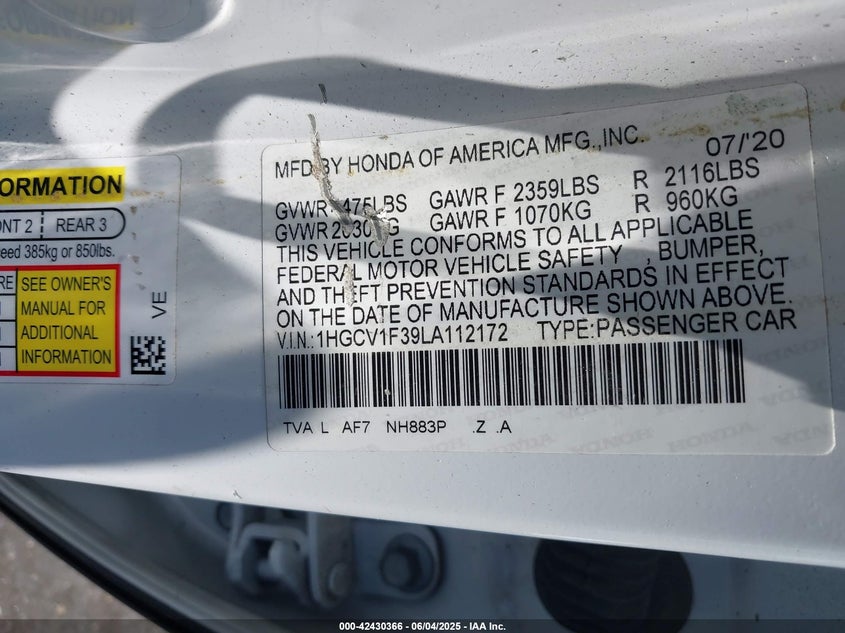 ORMATION
ONT 2 REAR 3
eed 385kg or 850lbs.
RE
SEE OWNER'S
MANUAL FOR
ADDITIONAL
INFORMATION
VE
MFD BY HONDA OF AMERICA MFG.,INC. 07/20
GVWR 475LBS GAWR F 2359LBS R 2116LBS
GVWR GAWR F 1070KG R 960KG
THIS VEHICLE CONFORMS TO ALL APPLICABLE
FEDERAL MOTOR VEHICLE SAFETY , BUMPER,
AND THEFT PREVENTION STANDARDS IN EFFECT
ON THE DATE OF MANUFACTURE SHOWN ABOVE.
V.I.N.:1HGCV1F39LA112172 TYPE:PASSENGER CAR
TVA L AF7 NH883P .Z .A
000-42430366 - 06/04/2025 - IAA Inc.